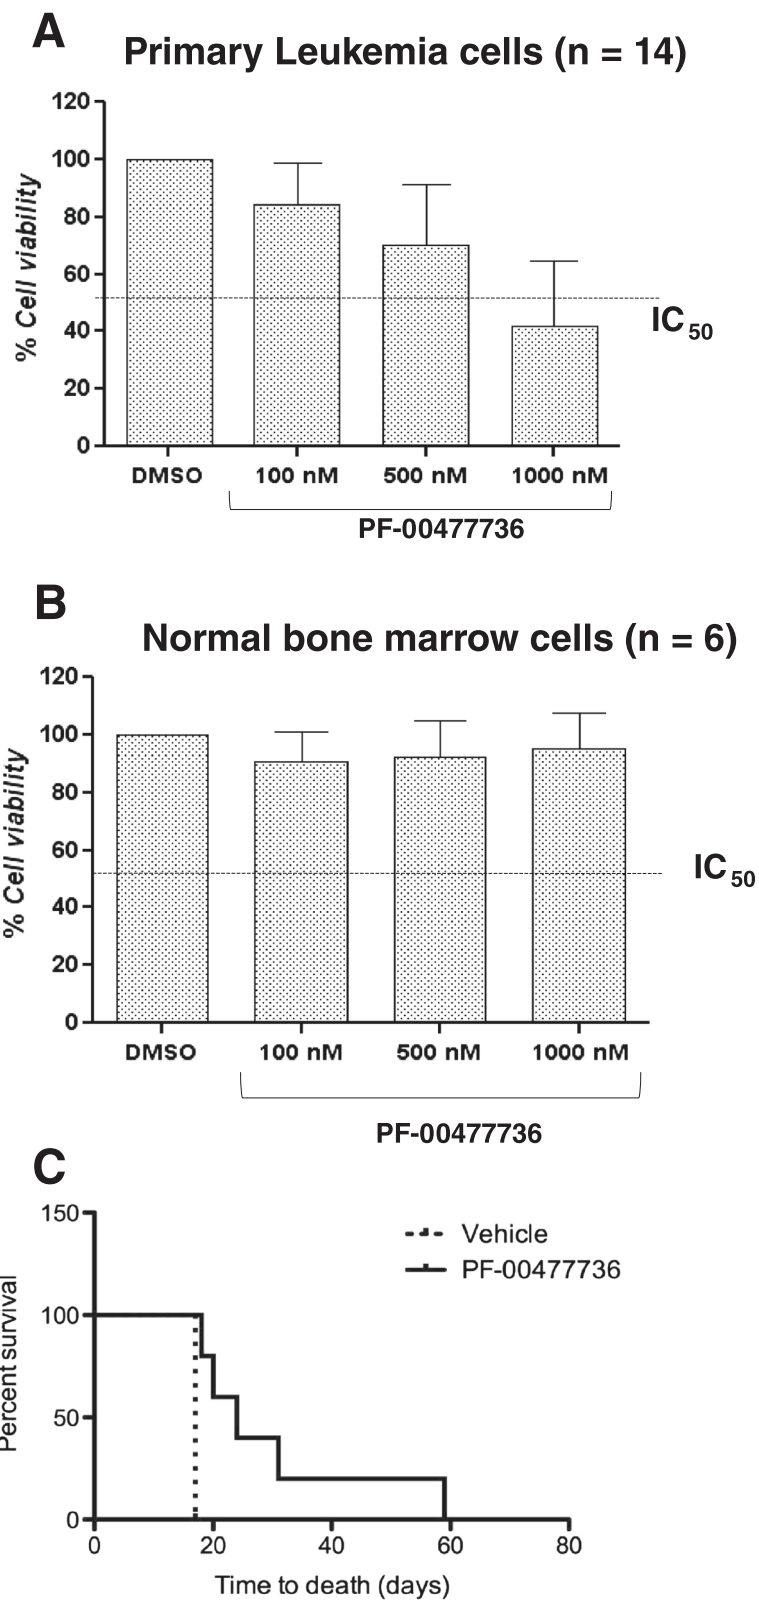 A
Primary Leukemia cells (n = 14)
120
100
80
60
40
20
0
% Cell viability
IC50
DMSO 100 nM 500 nM 1000 nM
PF-00477736
B
Normal bone marrow cells (n = 6)
120
100
80
60
40
20
0
% Cell viability
IC50
DMSO 100 nM 500 nM 1000 nM
PF-00477736
C
150
100
50
0
Percent survival
Vehicle
PF-00477736
0 20 40 60 80
Time to death (days)